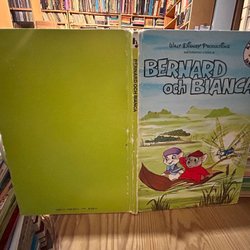 WALT DISNEY PRODUCTIONS
BERNARD
och BIANCA
BERNARD OCH BIANCA